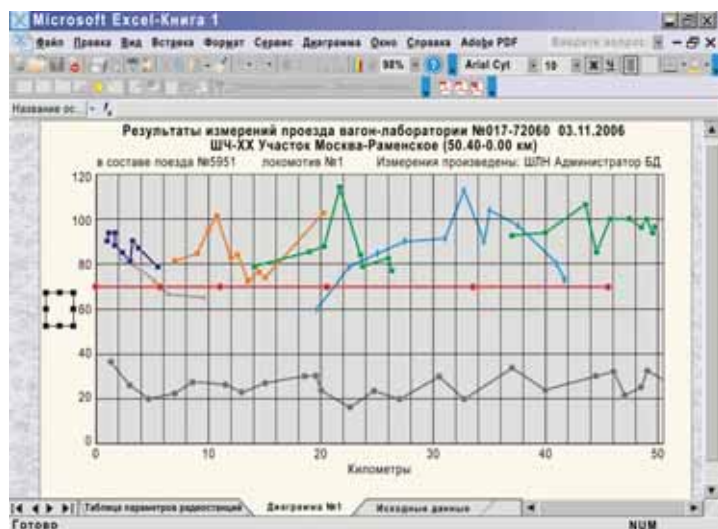 Microsoft Excel-Книга 1
Файл Правка Вид Вставка Формат Сервис Диаграмма Окно Справка Adobe PDF Введите вопрос
98% Arial Cyr 10 Ж Ч
Название ос...
Результаты измерений проезда вагон-лаборатории №017-72060 03.11.2006
ШЧ-XX Участок Москва-Раменское (50.40-0.00 км)
в составе поезда №5951 локомотив №1 Измерения произведены: ШЛН Администратор БД
120
100
80
60
40
20
0
0 10 20 30 40 50
Километры
Таблица параметров радиостанций Диаграмма №1 Исходные данные
Готово NUM